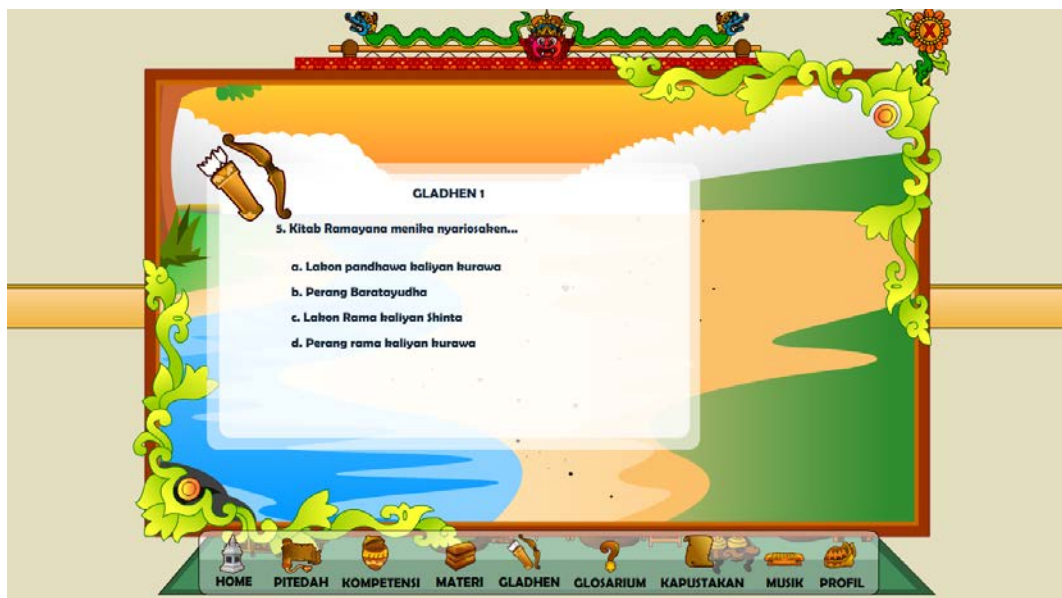 X
GLADHEN 1
5. Kitab Ramayana menika nyariosaken...
a. Lakon pandhawa kaliyan kurawa
b. Perang Baratayudha
c. Lakon Rama kaliyan Shinta
d. Perang rama kaliyan kurawa
HOME PITEDAH KOMPETENSI MATERI GLADHEN GLOSARIUM KAPUSTAKAN MUSIK PROFIL